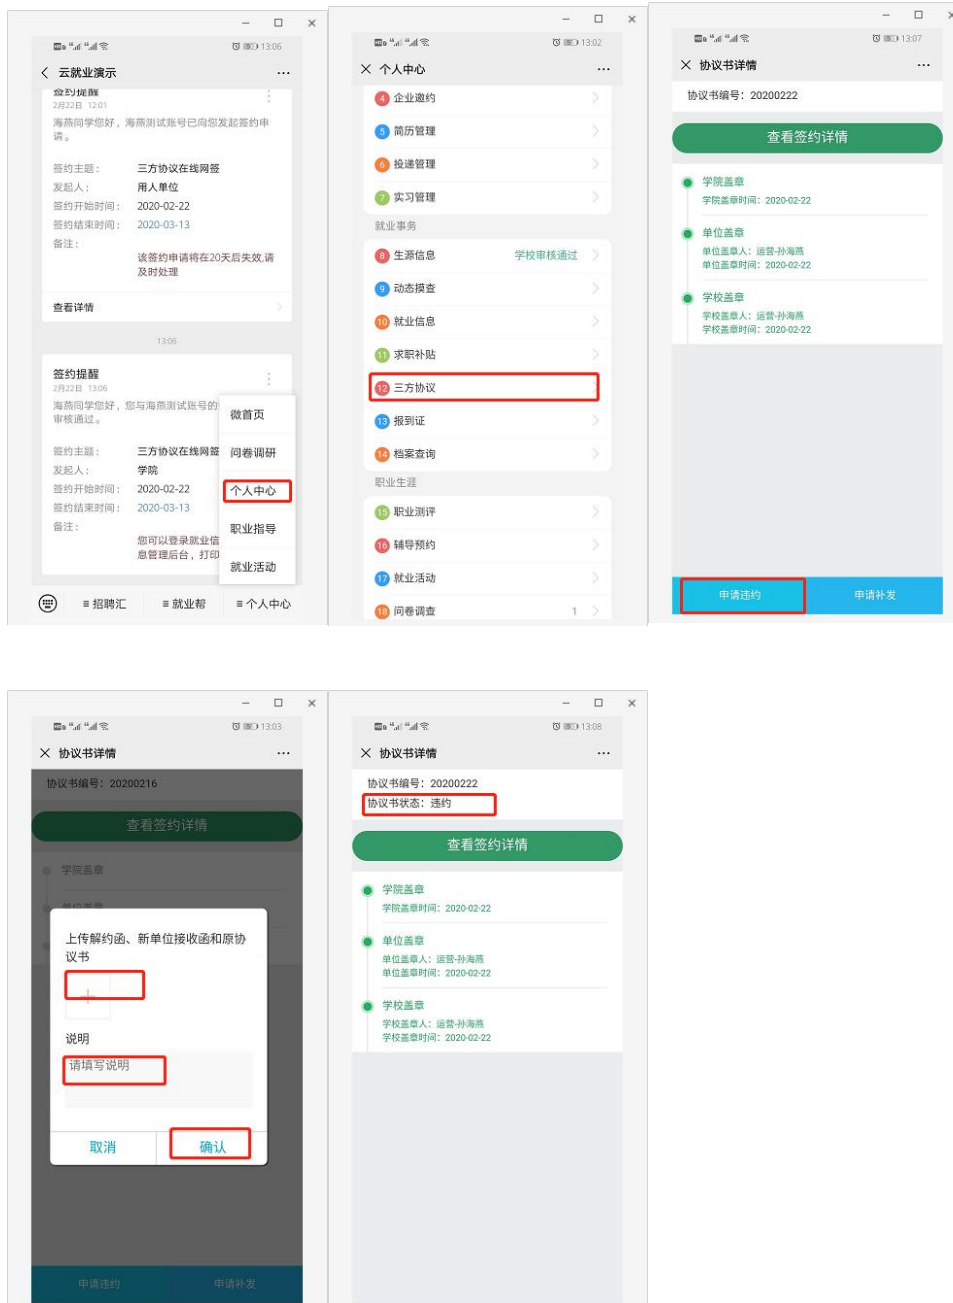 13:06
云就业演示
签约提醒
2月22日 12:01
海燕同学您好，海燕测试账号已向您发起签约申
请。
签约主题： 三方协议在线网签
发起人： 用人单位
签约开始时间： 2020-02-22
签约结束时间： 2020-03-13
备注：
该签约申请将在20天后失效,请
及时处理
查看详情
13:06
签约提醒
2月22日 13:06
海燕同学您好，您与海燕测试账号的
审核通过。
签约主题： 三方协议在线网签
发起人： 学院
签约开始时间： 2020-02-22
签约结束时间： 2020-03-13
备注：
您可以登录就业信
息管理后台，打印
微首页
问卷调研
个人中心
职业指导
就业活动
招聘汇
就业帮
个人中心
13:02
个人中心
4 企业邀约
5 简历管理
6 投递管理
7 实习管理
就业事务
8 生源信息 学校审核通过
9 动态摸查
10 就业信息
11 求职补贴
12 三方协议
13 报到证
14 档案查询
职业生涯
15 职业测评
16 辅导预约
17 就业活动
18 问卷调查 1
13:07
协议书详情
协议书编号：20200222
查看签约详情
学院盖章
学院盖章时间：2020-02-22
单位盖章
单位盖章人：运营-孙海燕
单位盖章时间：2020-02-22
学校盖章
学校盖章人：运营-孙海燕
学校盖章时间：2020-02-22
申请违约
申请补发
13:03
协议书详情
协议书编号：20200216
查看签约详情
学院盖章
单位盖章
上传解约函、新单位接收函和原协
议书
说明
请填写说明
取消
确认
申请违约
申请补发
13:08
协议书详情
协议书编号：20200222
协议书状态：违约
查看签约详情
学院盖章
学院盖章时间：2020-02-22
单位盖章
单位盖章人：运营-孙海燕
单位盖章时间：2020-02-22
学校盖章
学校盖章人：运营-孙海燕
学校盖章时间：2020-02-22